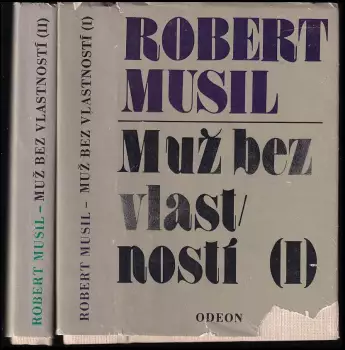 ROBERT MUSIL – MUŽ BEZ VLASTNOSTÍ (II)
ROBERT MUSIL – MUŽ BEZ VLASTNOSTÍ (I)
ROBERT
MUSIL
Muž bez
vlast/
ností (I)
ODEON